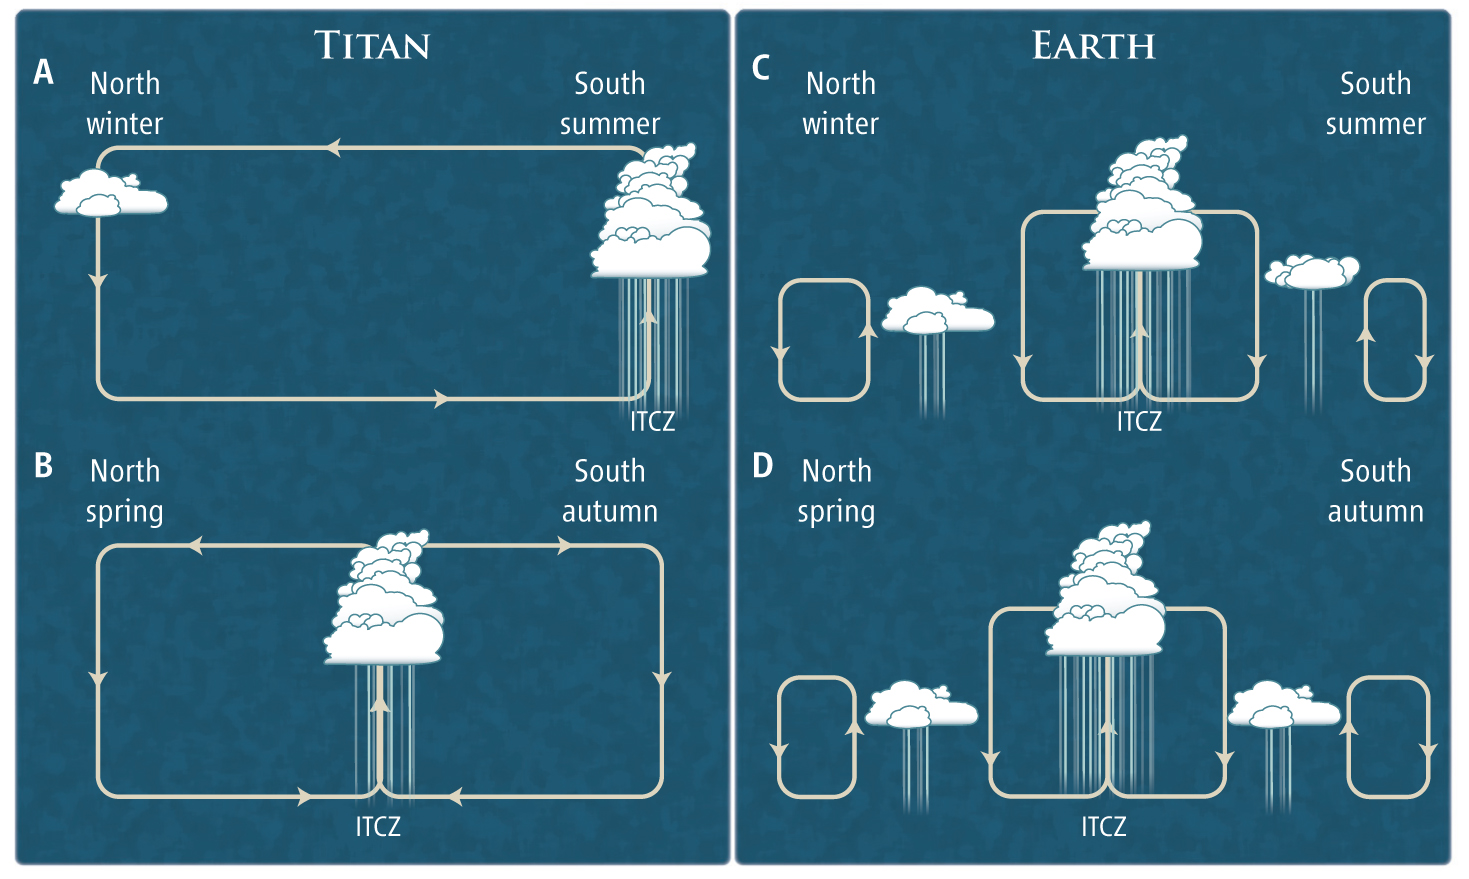 TITAN
A
North
winter
South
summer
ITCZ
B
North
spring
South
autumn
ITCZ
EARTH
C
North
winter
South
summer
ITCZ
D
North
spring
South
autumn
ITCZ